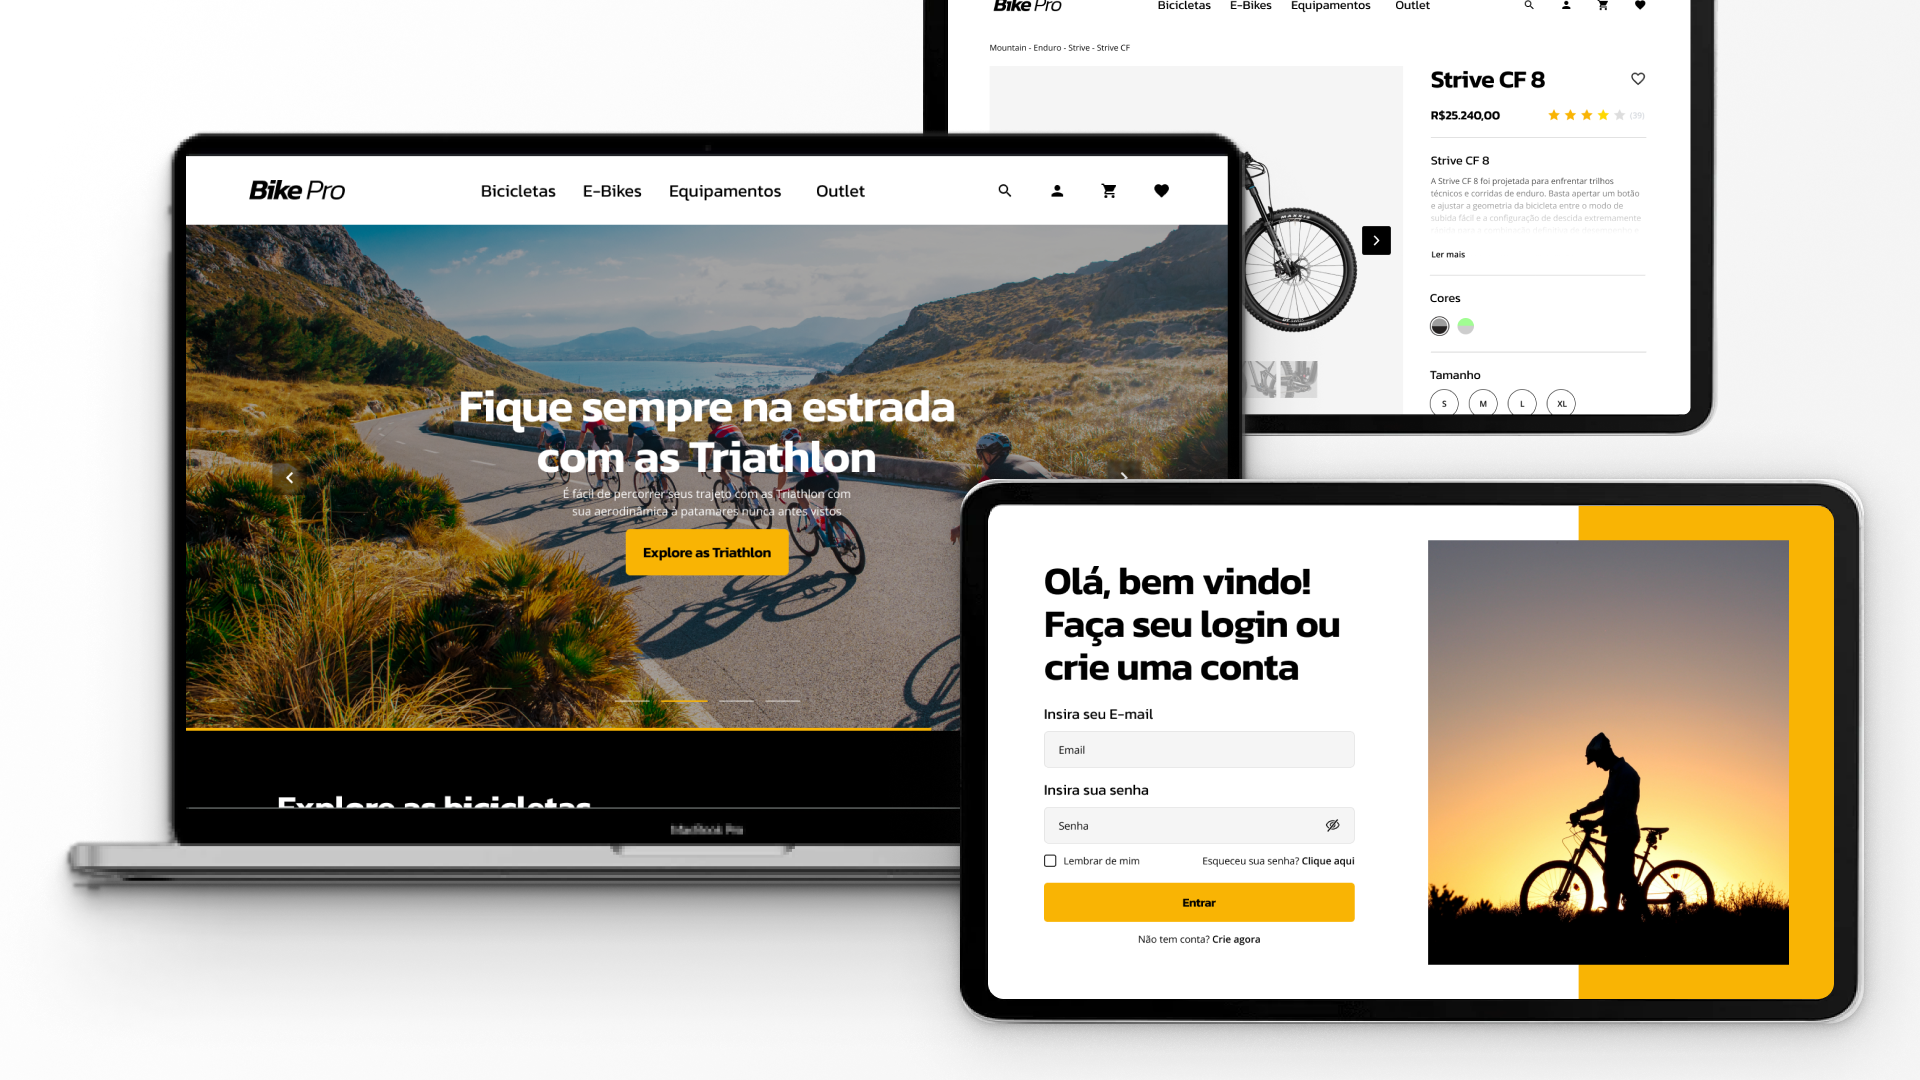 Bike Pro
Bicicletas
E-Bikes
Equipamentos
Outlet
Mountain - Enduro - Strive - Strive CF
Strive CF 8
R$25.240,00
(39)
Strive CF 8
A Strive CF 8 foi projetada para enfrentar trilhos
técnicos e corridas de enduro. Basta apertar um botão
e ajustar a geometria da bicicleta entre o modo de
subida fácil e a configuração de descida extremamente
Ler mais
Cores
Tamanho
S
M
L
XL
MAXXIS
Bike Pro
Bicicletas
E-Bikes
Equipamentos
Outlet
Fique sempre na estrada
com as Triathlon
É fácil de percorrer seus trajeto com as Triathlon com
sua aerodinâmica a patamares nunca antes vistos
Explore as Triathlon
Explore as bicicletas
MacBook Pro
Olá, bem vindo!
Faça seu login ou
crie uma conta
Insira seu E-mail
Email
Insira sua senha
Senha
Lembrar de mim
Esqueceu sua senha? Clique aqui
Entrar
Não tem conta? Crie agora